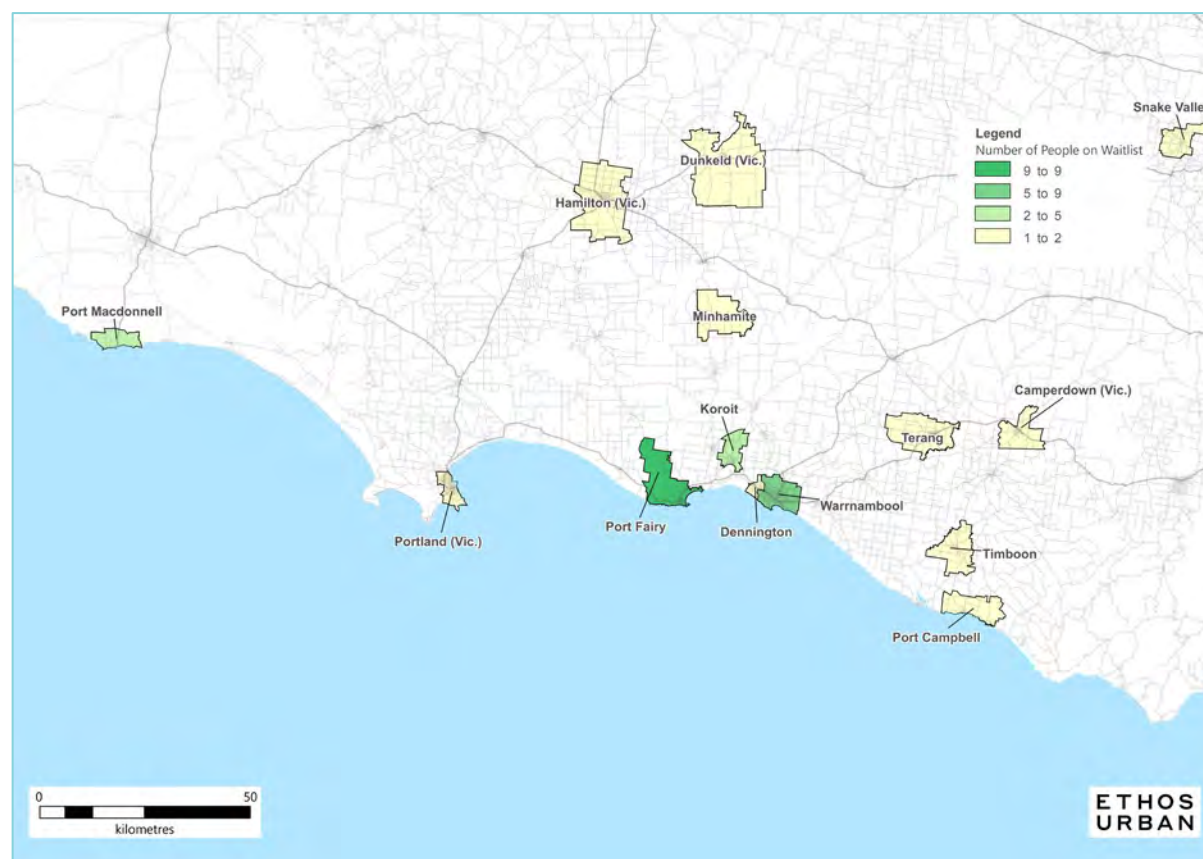 Snake Valle
Legend
Number of People on Waitlist
9 to 9
5 to 9
2 to 5
1 to 2
Dunkeld (Vic.)
Hamilton (Vic.)
Port Macdonnell
Minhamite
Camperdown (Vic.)
Koroit
Terang
Warrnambool
Port Fairy
Dennington
Portland (Vic.)
Timboon
Port Campbell
0 50
kilometres
ETHOS
URBAN